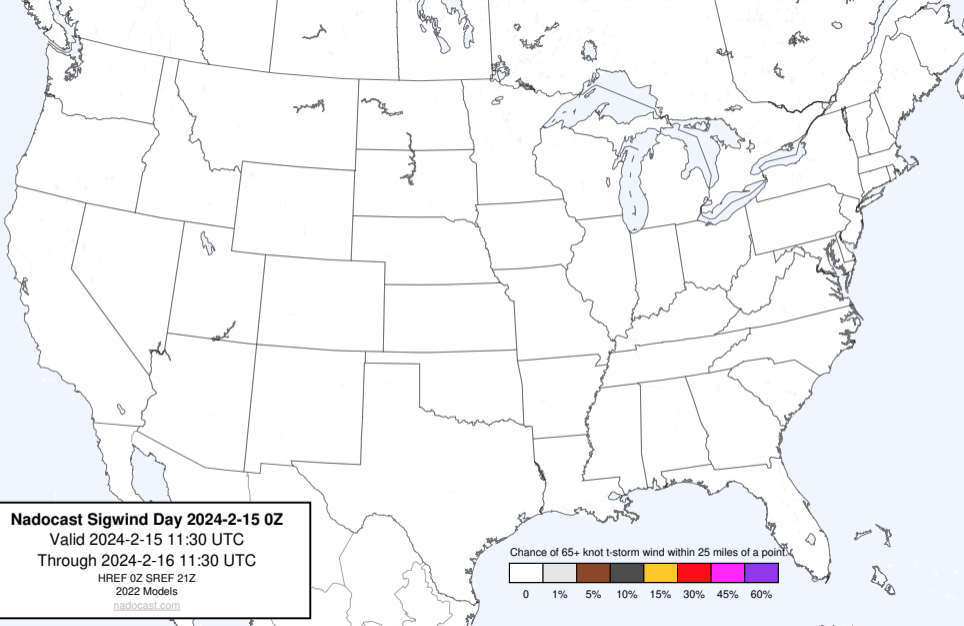 Nadocast Sigwind Day 2024-2-15 0Z
Valid 2024-2-15 11:30 UTC
Through 2024-2-16 11:30 UTC
HREF 0Z SREF 21Z
2022 Models
nadocast.com
Chance of 65+ knot t-storm wind within 25 miles of a point.
0 1% 5% 10% 15% 30% 45% 60%